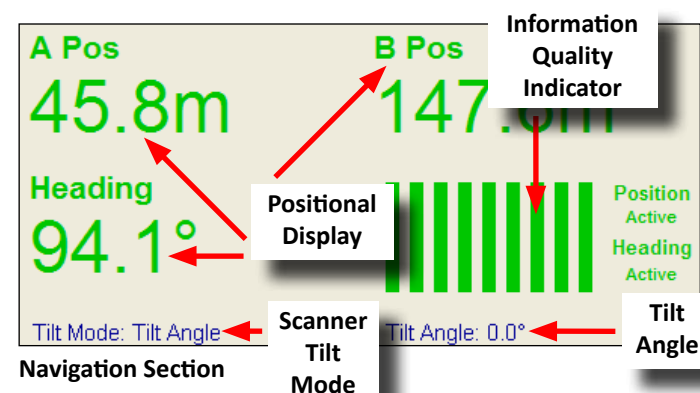 A Pos
B Pos
Information
Quality
Indicator
45.8m
Heading
94.1°
Positional
Display
Position
Active
Heading
Active
Tilt Mode: Tilt Angle
Scanner
Tilt
Mode
Tilt Angle: 0.0°
Tilt
Angle
Navigation Section